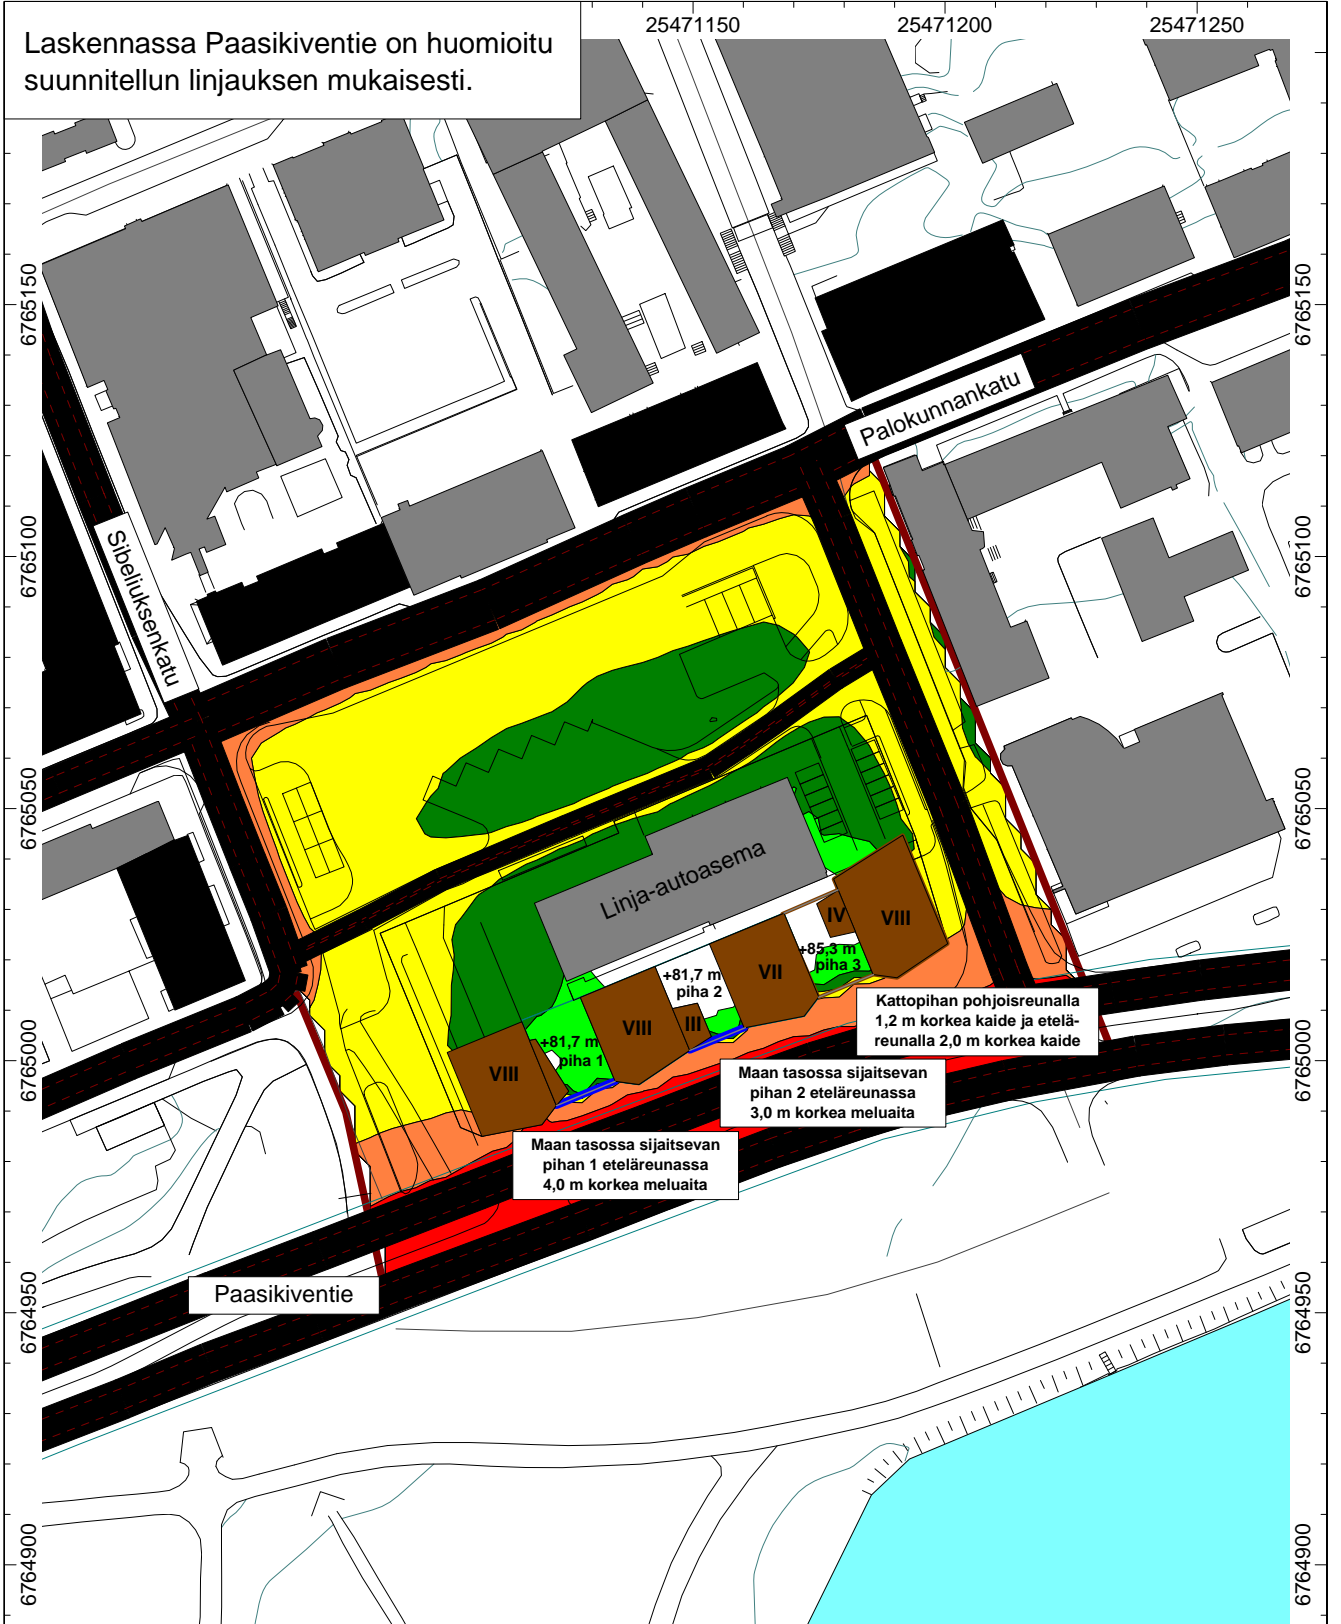 25471150
25471200
25471250
Laskennassa Paasikiventie on huomioitu
suunnitellun linjauksen mukaisesti.
6765150
6765150
Palokunnankatu
6765100
6765100
Sibeliuksenkatu
6765050
6765050
Linja-autoasema
IV
VIII
+85,3 m
piha 3
VII
+81,7 m
piha 2
Kattopihan pohjoisreunalla
1,2 m korkea kaide ja etelä-
reunalla 2,0 m korkea kaide
III
VIII
+81,7 m
piha 1
VIII
6765000
6765000
Maan tasossa sijaitsevan
pihan 2 eteläreunassa
3,0 m korkea meluaita
Maan tasossa sijaitsevan
pihan 1 eteläreunassa
4,0 m korkea meluaita
Paasikiventie
6764950
6764950
6764900
6764900